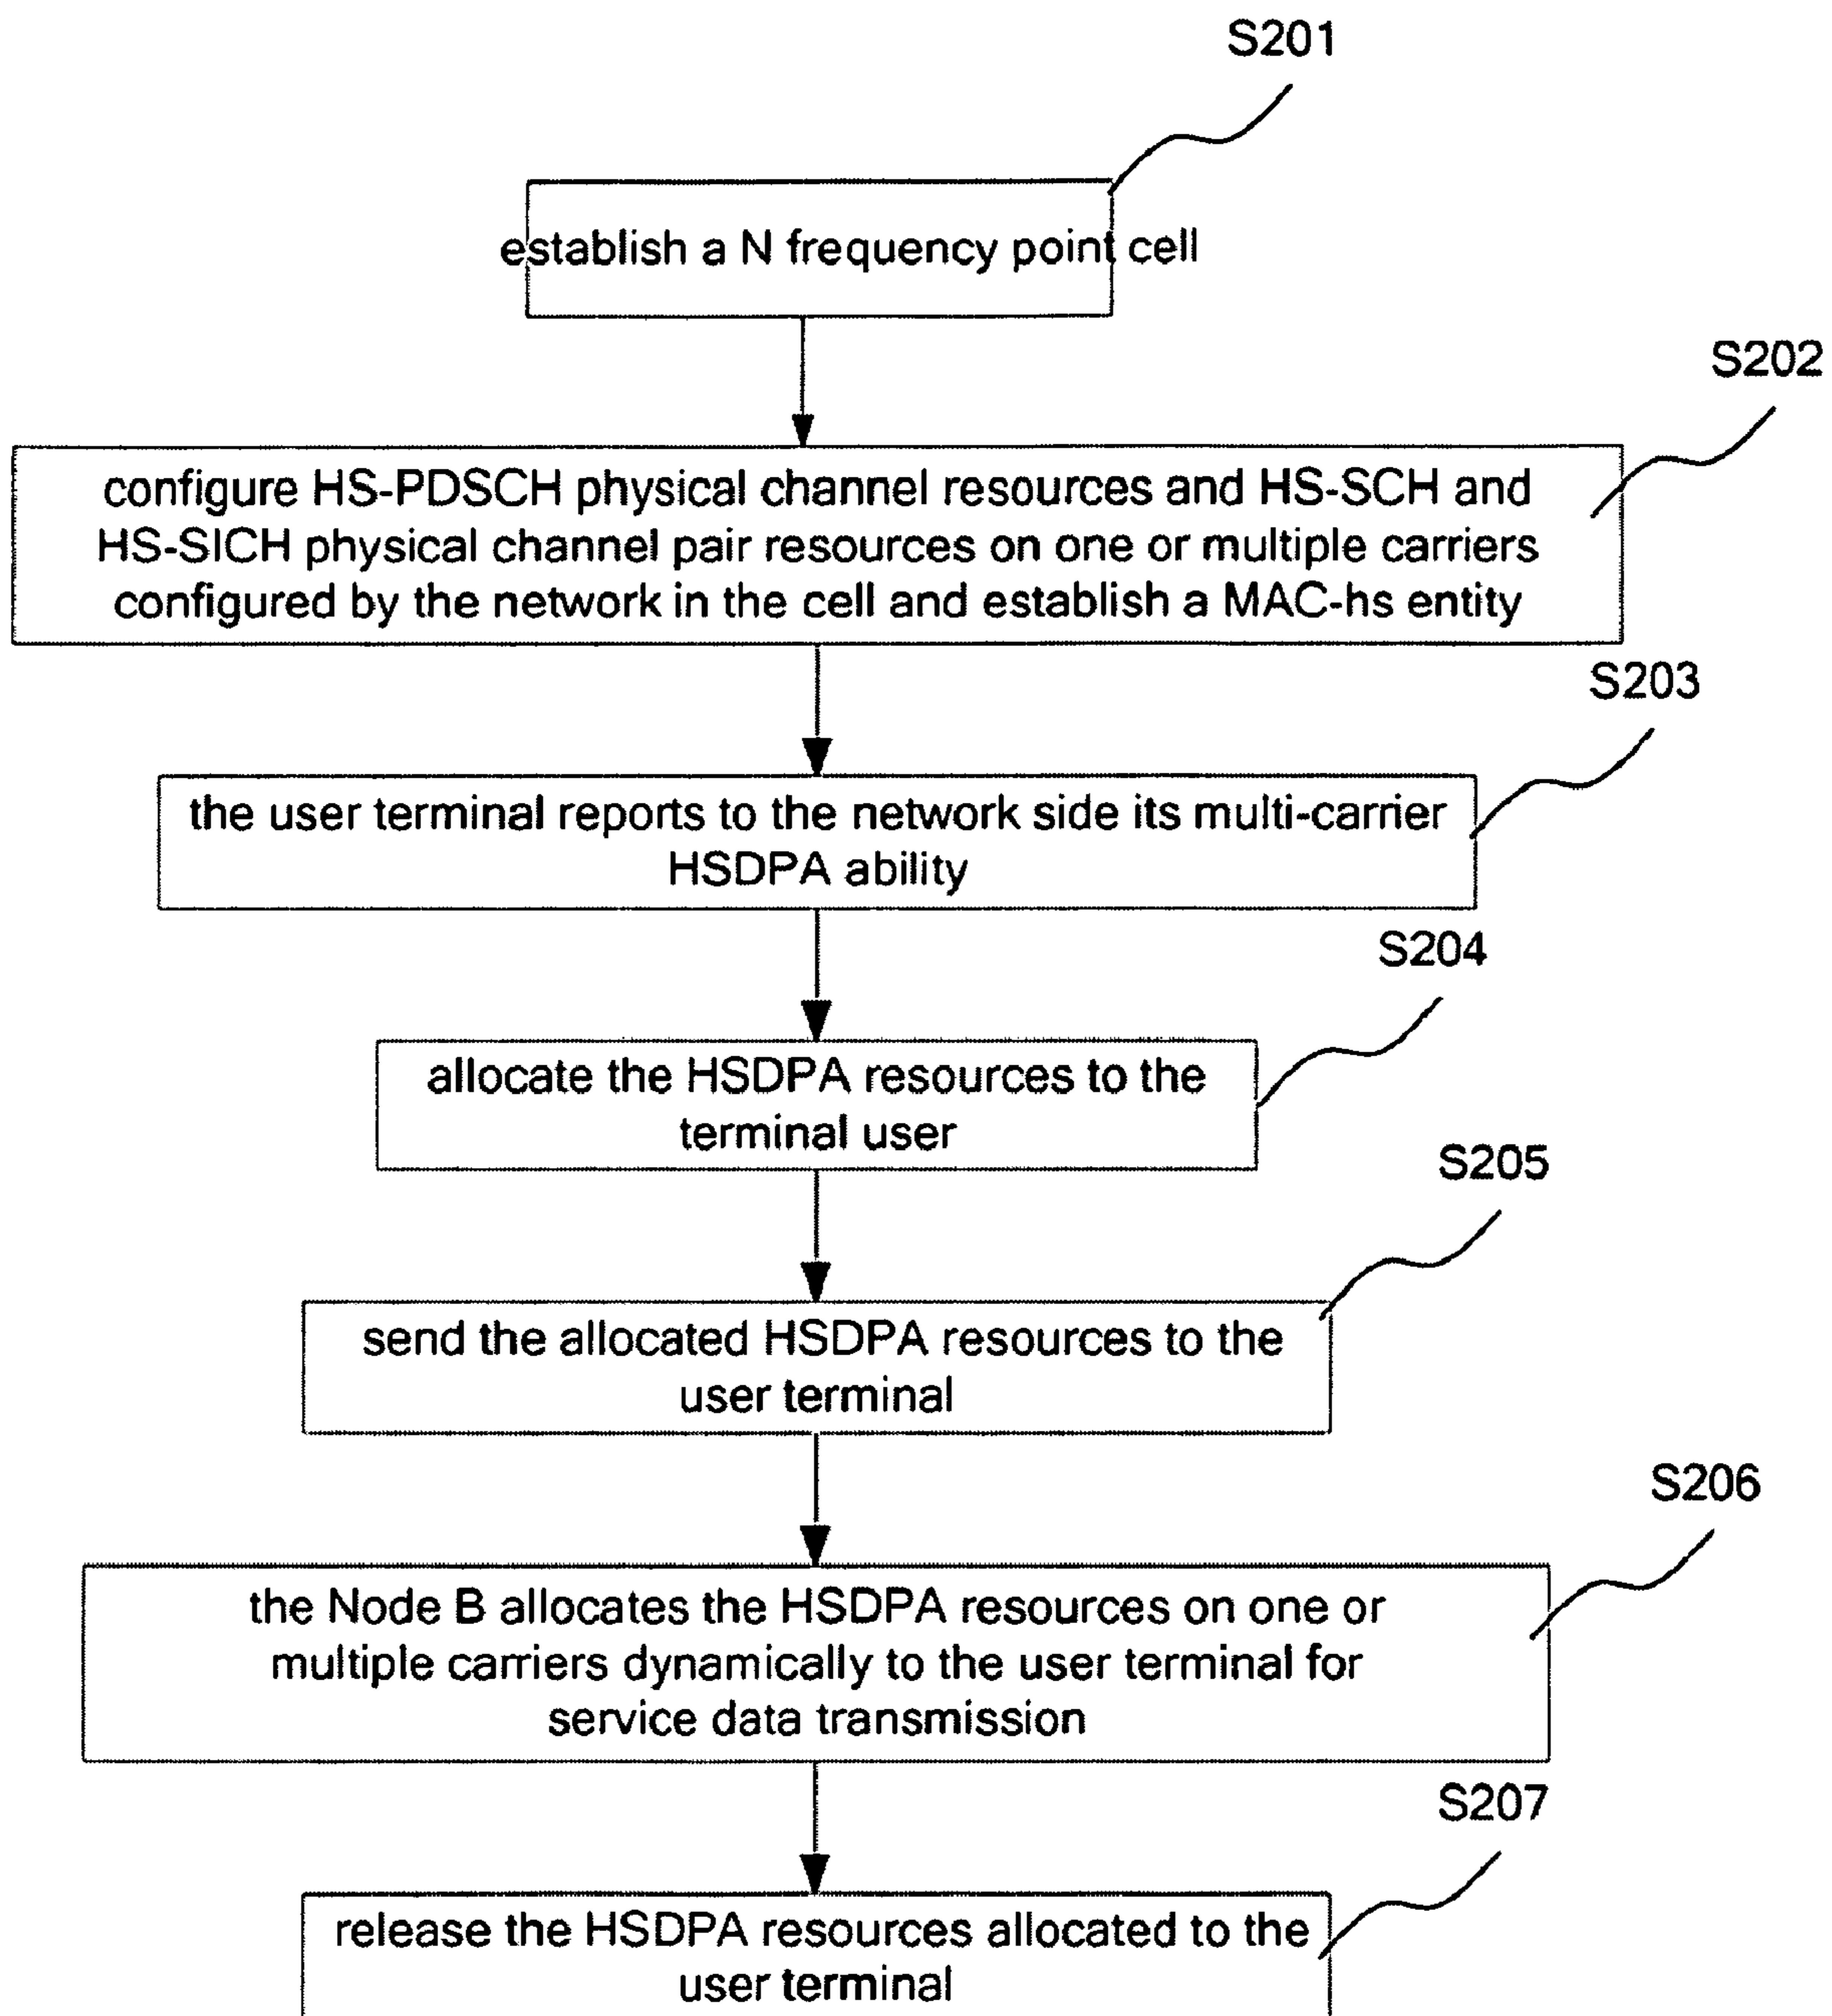 S201
establish a N frequency point cell
S202
configure HS-PDSCH physical channel resources and HS-SCH and
HS-SICH physical channel pair resources on one or multiple carriers
configured by the network in the cell and establish a MAC-hs entity
S203
the user terminal reports to the network side its multi-carrier
HSDPA ability
S204
allocate the HSDPA resources to the
terminal user
S205
send the allocated HSDPA resources to the
user terminal
S206
the Node B allocates the HSDPA resources on one or
multiple carriers dynamically to the user terminal for
service data transmission
S207
release the HSDPA resources allocated to the
user terminal